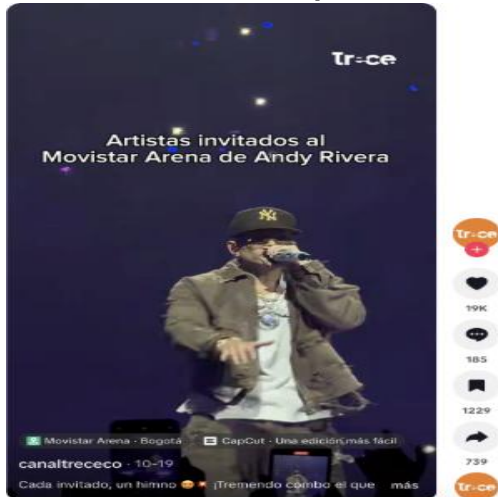 Tr:ce
Artistas invitados al
Movistar Arena de Andy Rivera
NY
Tr:ce
19K
185
1229
739
Movistar Arena · Bogotá
CapCut · Una edición más fácil
canaltrececo · 10-19
Cada invitado, un himno ¡Tremendo combo el que más
Tr:ce